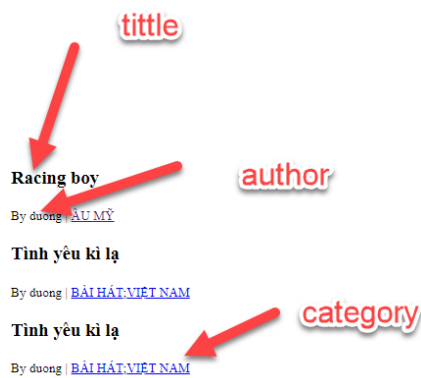 tittle
Racing boy
author
By duong | ÂU MỸ
Tình yêu kì lạ
By duong | BÀI HÁT;VIỆT NAM
Tình yêu kì lạ
category
By duong | BÀI HÁT;VIỆT NAM